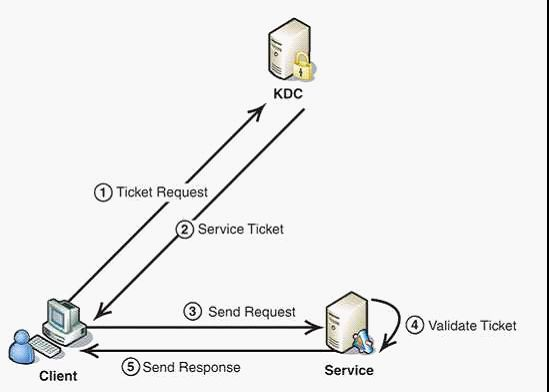 KDC
1 Ticket Request
2 Service Ticket
3 Send Request
4 Validate Ticket
5 Send Response
Client
Service